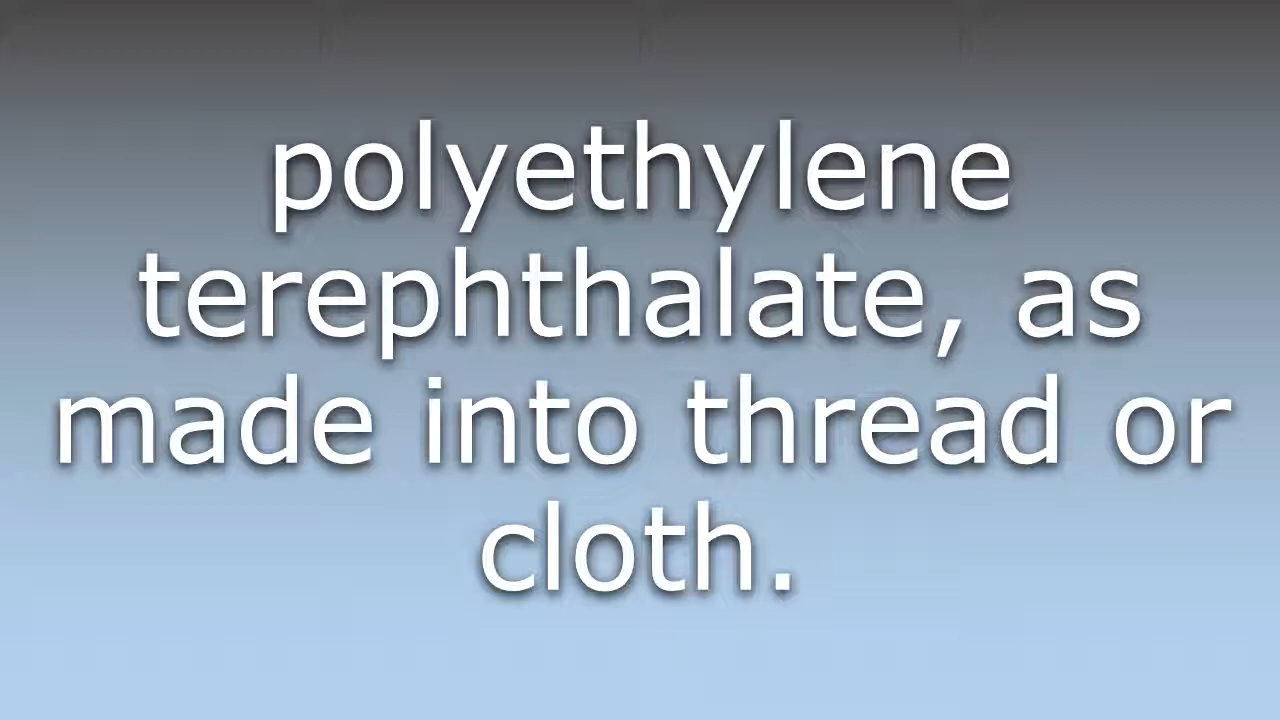 polyethylene
terephthalate, as
made into thread or
cloth.